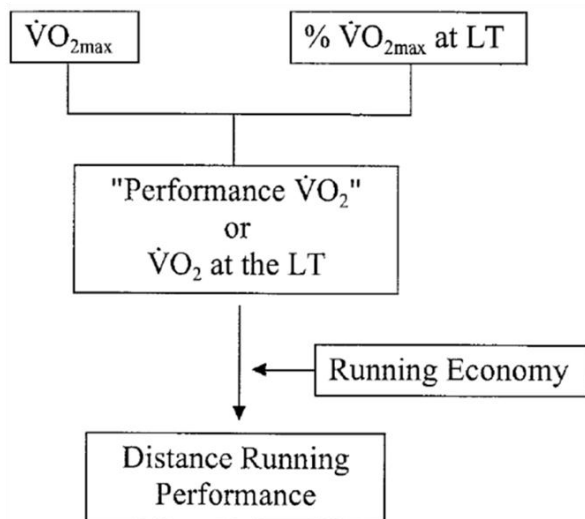 V̇O₂max
% V̇O₂max at LT
"Performance V̇O₂"
or
V̇O₂ at the LT
Running Economy
Distance Running
Performance